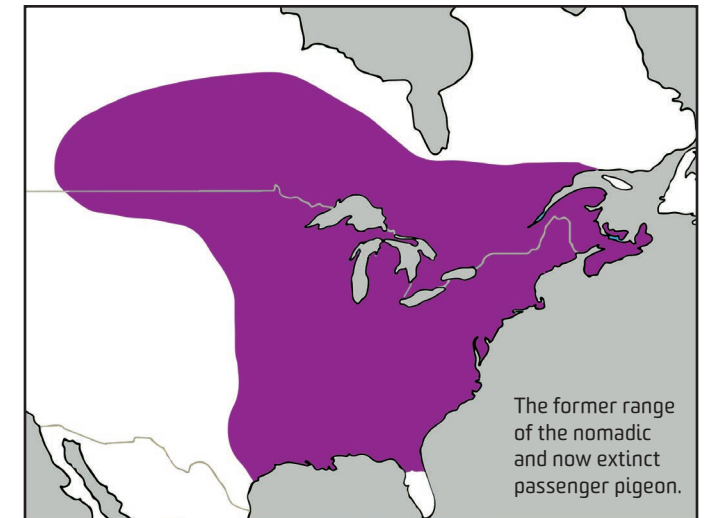 The former range
of the nomadic
and now extinct
passenger pigeon.